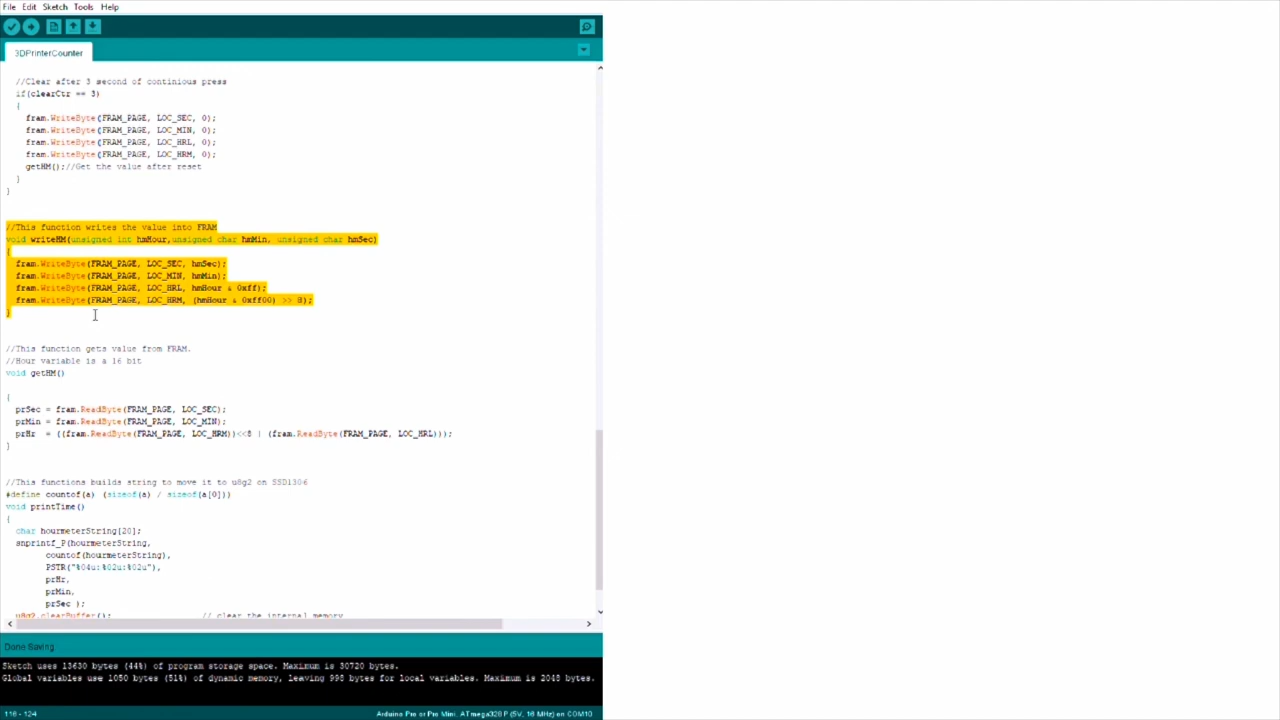 File Edit Sketch Tools Help
3DPrinterCounter
//Clear after 3 second of continious press
if(clearCtr == 3)
{
fram.WriteByte(FRAM_PAGE, LOC_SEC, 0);
fram.WriteByte(FRAM_PAGE, LOC_MIN, 0);
fram.WriteByte(FRAM_PAGE, LOC_HRL, 0);
fram.WriteByte(FRAM_PAGE, LOC_HRM, 0);
getHM();//Get the value after reset
}
}
//This function writes the value into FRAM
void writeHM(unsigned int hmHour,unsigned char hmMin, unsigned char hmSec)
{
fram.WriteByte(FRAM_PAGE, LOC_SEC, hmSec);
fram.WriteByte(FRAM_PAGE, LOC_MIN, hmMin);
fram.WriteByte(FRAM_PAGE, LOC_HRL, hmHour & 0xff);
fram.WriteByte(FRAM_PAGE, LOC_HRM, (hmHour & 0xff00) >> 8);
}
//This function gets value from FRAM.
//Hour variable is a 16 bit
void getHM()
{
prSec = fram.ReadByte(FRAM_PAGE, LOC_SEC);
prMin = fram.ReadByte(FRAM_PAGE, LOC_MIN);
prHr = ((fram.ReadByte(FRAM_PAGE, LOC_HRM))<<8 | (fram.ReadByte(FRAM_PAGE, LOC_HRL)));
}
//This functions builds string to move it to u8g2 on SSD1306
#define countof(a) (sizeof(a) / sizeof(a[0]))
void printTime()
{
char hourmeterString[20];
snprintf_P(hourmeterString,
countof(hourmeterString),
PSTR("%04u:%02u:%02u"),
prHr,
prMin,
prSec );
u8g2.clearBuffer(); // clear the internal memory
Done Saving
Sketch uses 13630 bytes (44%) of program storage space. Maximum is 30720 bytes.
Global variables use 1050 bytes (51%) of dynamic memory, leaving 998 bytes for local variables. Maximum is 2048 bytes.
118 - 124 Arduino Pro or Pro Mini, ATmega328P (5V, 16 MHz) on COM10